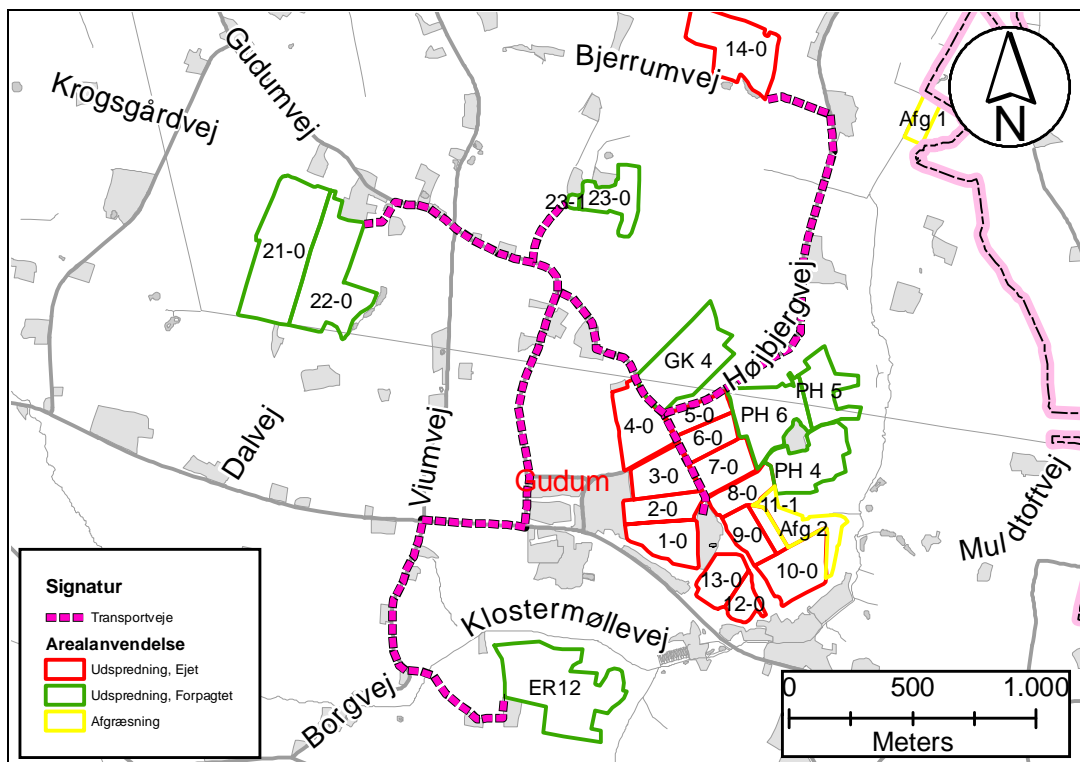 14-0
Bjerrumvej
Gudumvej
Krogsgårdvej
Afg 1
N
23-1
23-0
21-0
22-0
Højbjergvej
GK 4
PH 5
PH 6
5-0
4-0
6-0
7-0
PH 4
3-0
8-0
11-1
Gudum
2-0
Afg 2
1-0
9-0
10-0
13-0
12-0
Dalvej
Viumvej
Muldtoftvej
Klostermøllevej
ER12
Borgvej
Signatur
Transportveje
Arealanvendelse
Udspredning, Ejet
Udspredning, Forpagtet
Afgræsning
0 500 1.000
Meters